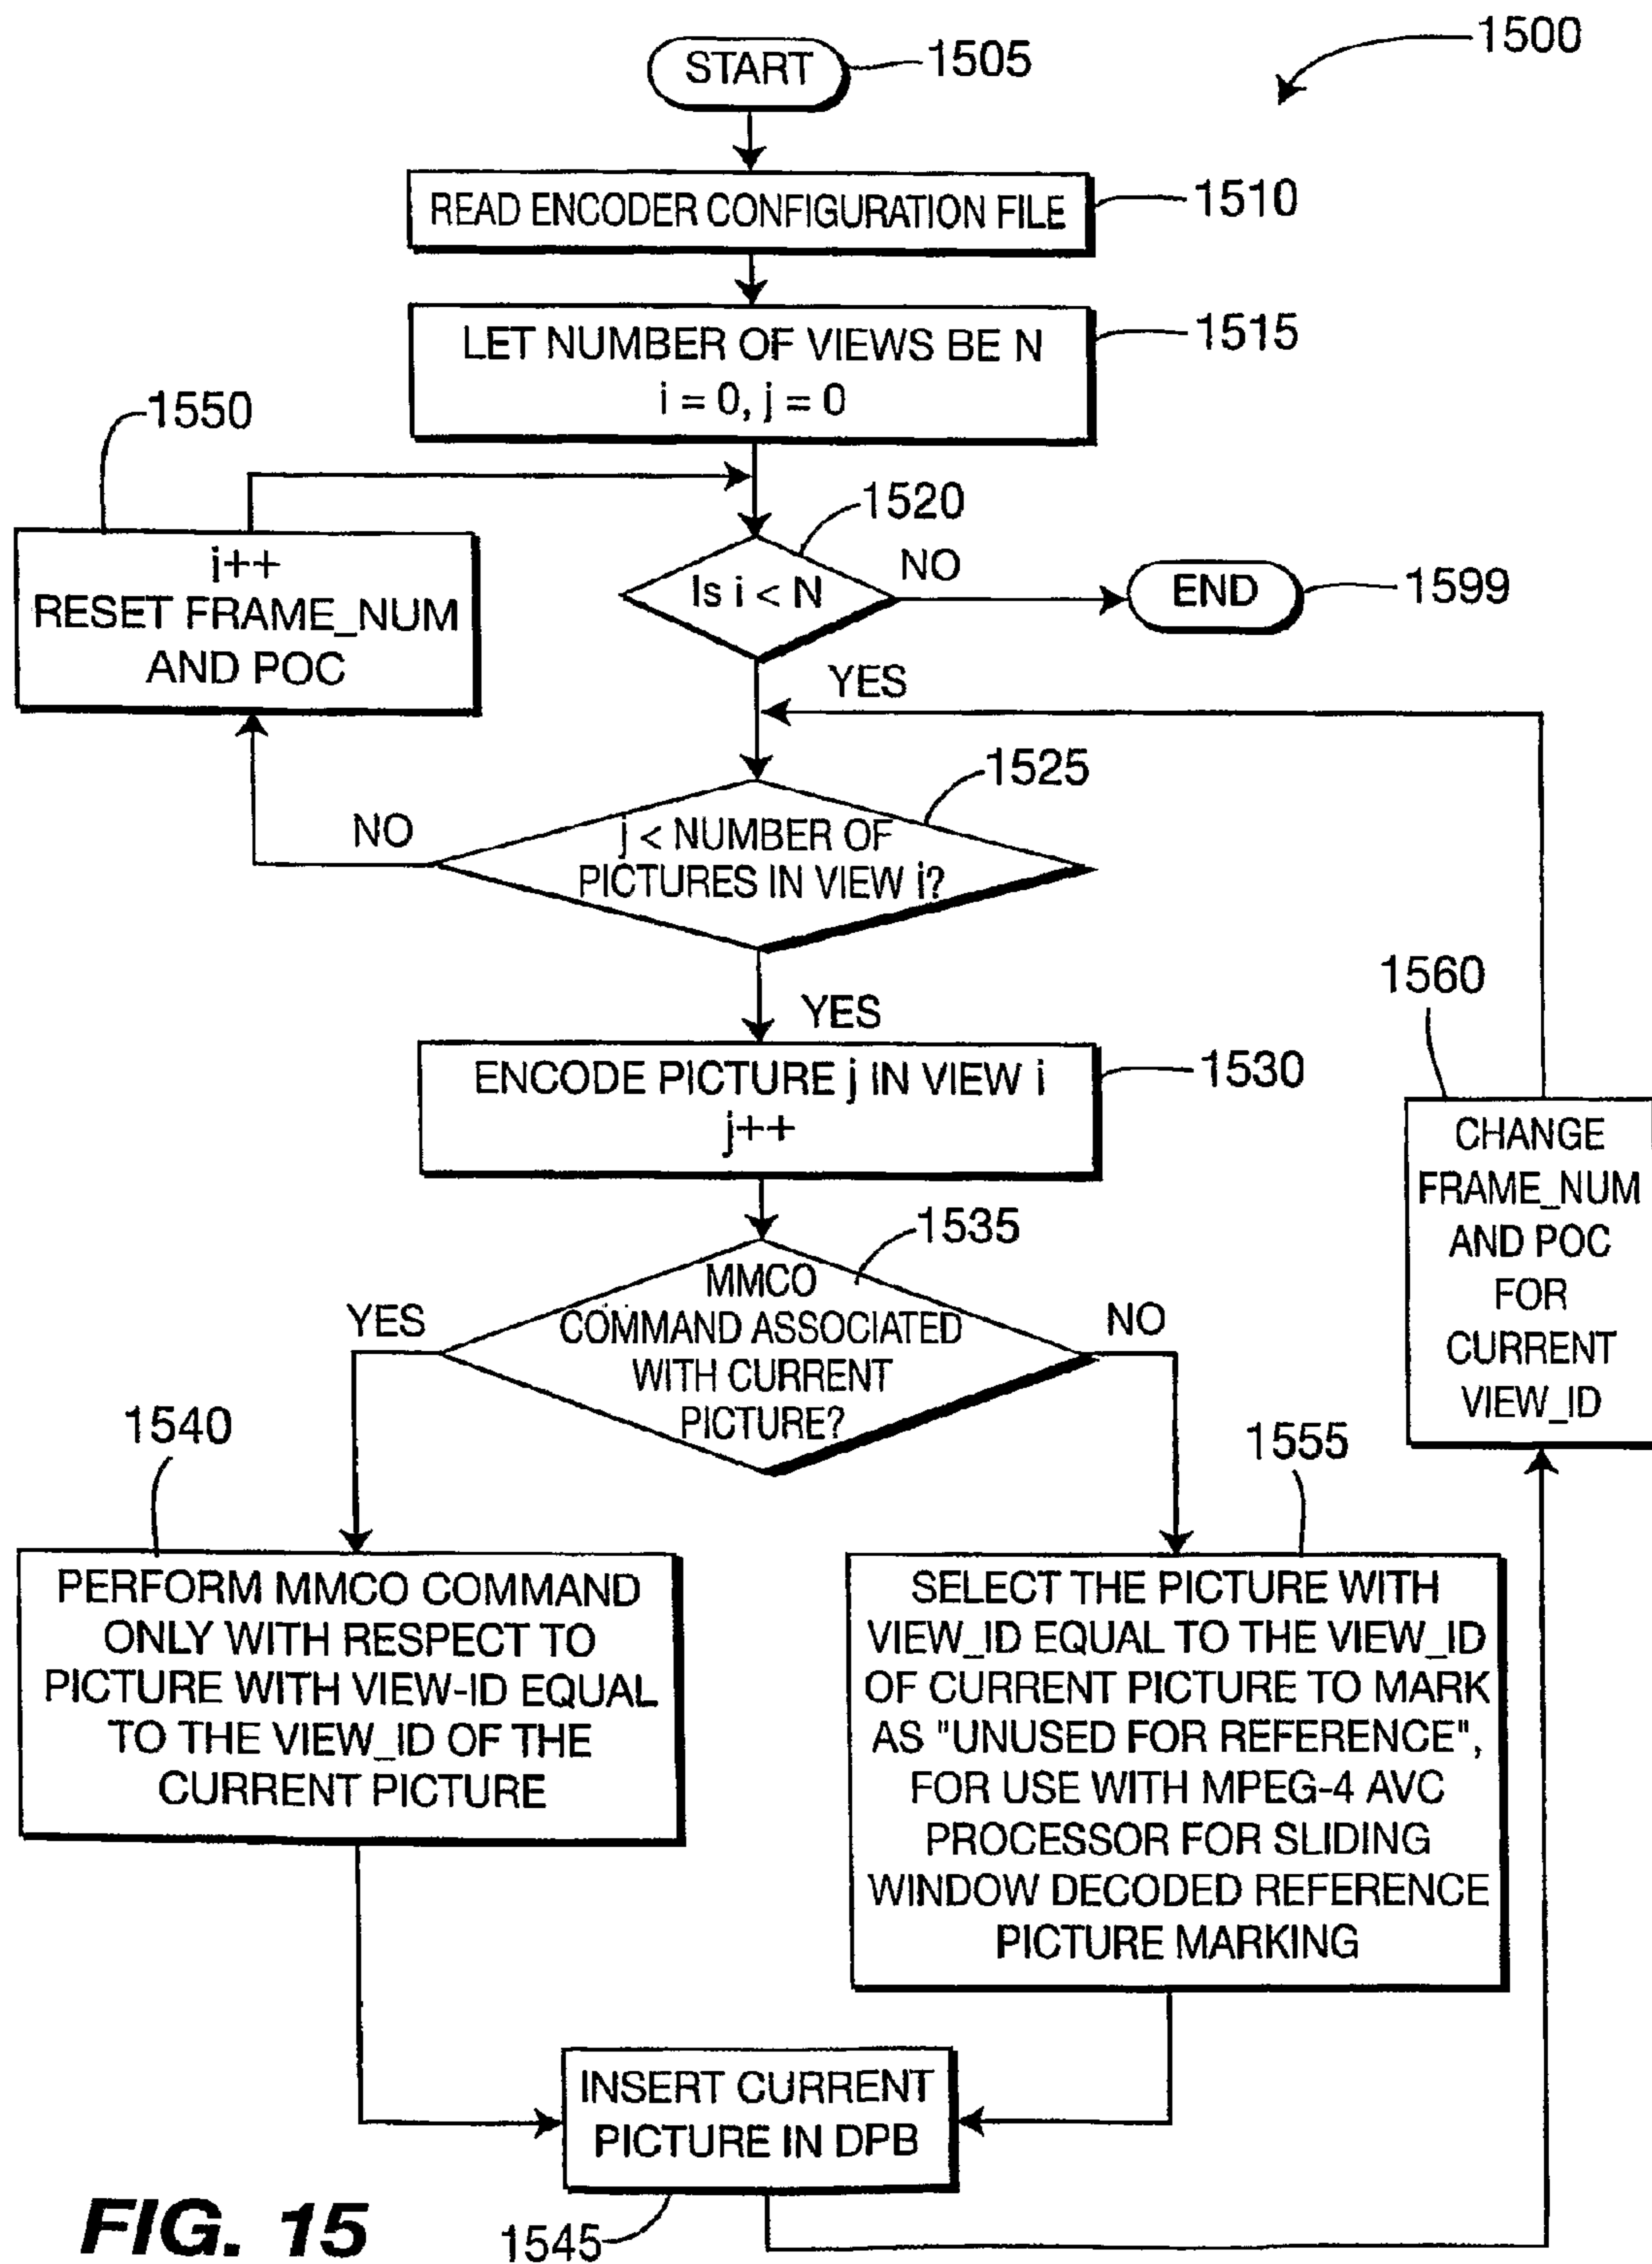 1500
START
1505
READ ENCODER CONFIGURATION FILE
1510
LET NUMBER OF VIEWS BE N
i = 0, j = 0
1515
1550
i++
RESET FRAME_NUM
AND POC
1520
Is i < N
NO
END
1599
YES
1525
j < NUMBER OF
PICTURES IN VIEW i?
NO
YES
1560
CHANGE
FRAME_NUM
AND POC
FOR
CURRENT
VIEW_ID
ENCODE PICTURE j IN VIEW i
j++
1530
1535
MMCO
COMMAND ASSOCIATED
WITH CURRENT
PICTURE?
YES
NO
1540
1555
PERFORM MMCO COMMAND
ONLY WITH RESPECT TO
PICTURE WITH VIEW-ID EQUAL
TO THE VIEW_ID OF THE
CURRENT PICTURE
SELECT THE PICTURE WITH
VIEW_ID EQUAL TO THE VIEW_ID
OF CURRENT PICTURE TO MARK
AS "UNUSED FOR REFERENCE",
FOR USE WITH MPEG-4 AVC
PROCESSOR FOR SLIDING
WINDOW DECODED REFERENCE
PICTURE MARKING
INSERT CURRENT
PICTURE IN DPB
1545
FIG. 15